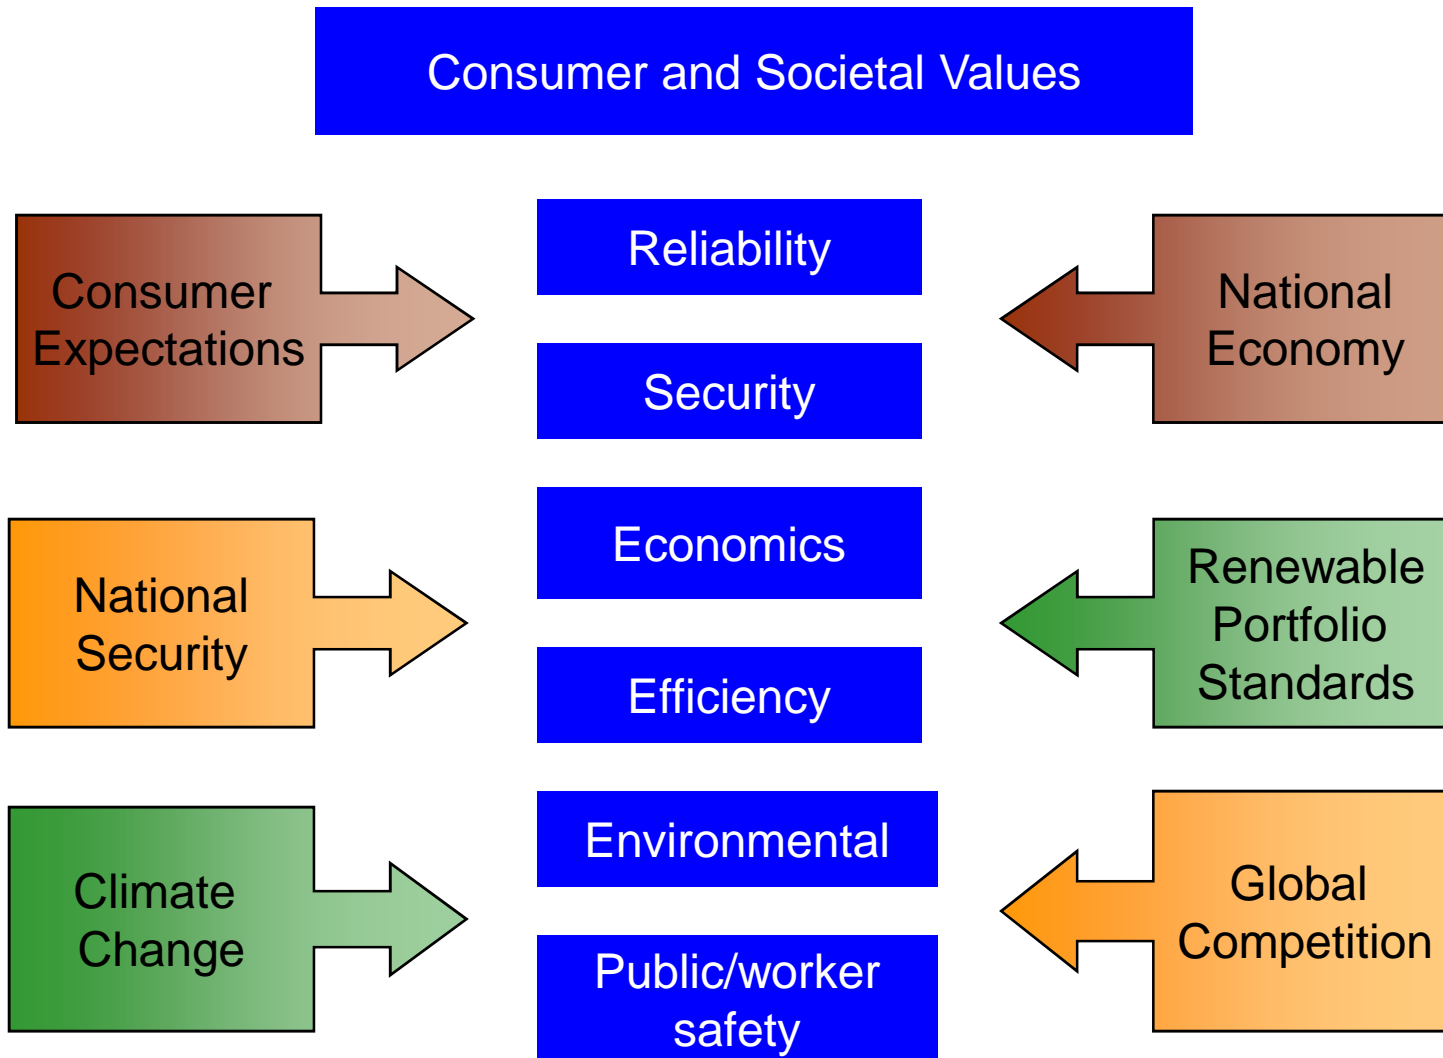 Consumer and Societal Values
Consumer
Expectations
National
Security
Climate
Change
Reliability
Security
Economics
Efficiency
Environmental
Public/worker
safety
National
Economy
Renewable
Portfolio
Standards
Global
Competition